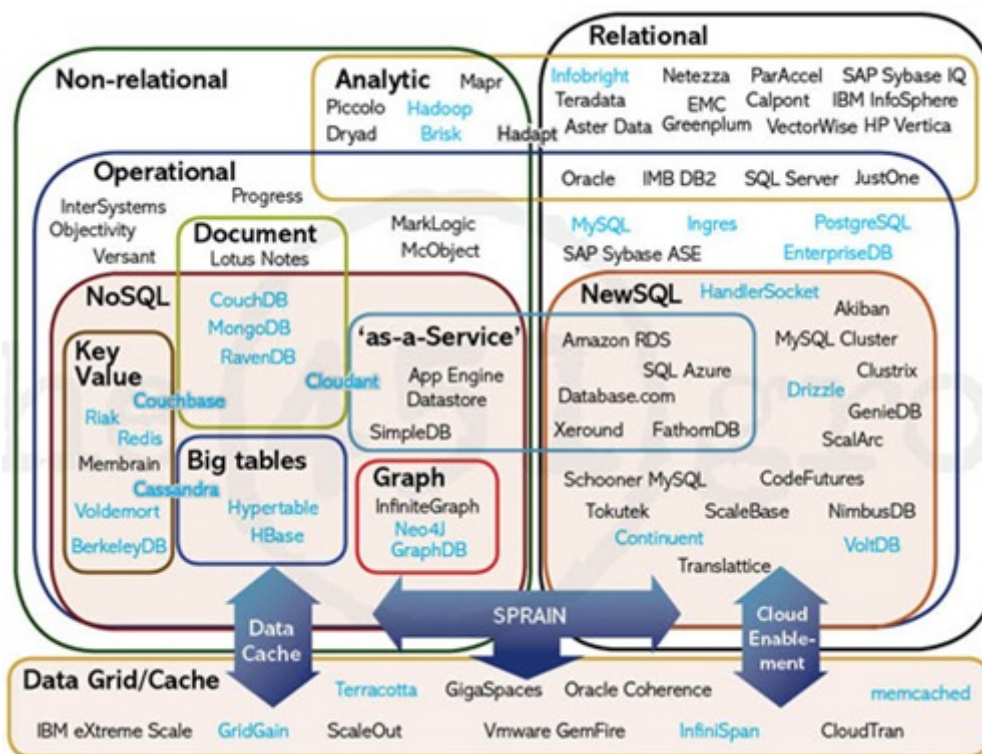 Relational
Non-relational
Analytic
Mapr
Piccolo
Hadoop
Dryad
Brisk
Hadapt
Infobright
Netezza
ParAccel
SAP Sybase IQ
Teradata
EMC
Calpont
IBM InfoSphere
Aster Data
Greenplum
VectorWise
HP Vertica
Operational
Oracle
IMB DB2
SQL Server
JustOne
InterSystems
Progress
Objectivity
Versant
Document
Lotus Notes
MarkLogic
McObject
MySQL
Ingres
PostgreSQL
SAP Sybase ASE
EnterpriseDB
NoSQL
CouchDB
MongoDB
RavenDB
Key
Value
Couchbase
Riak
Redis
Membrain
Cassandra
Voldemort
BerkeleyDB
Big tables
Hypertable
HBase
'as-a-Service'
Cloudant
App Engine
Datastore
SimpleDB
Graph
InfiniteGraph
Neo4J
GraphDB
NewSQL
HandlerSocket
Akiban
Amazon RDS
MySQL Cluster
SQL Azure
Clustrix
Database.com
Drizzle
GenieDB
Xeround
FathomDB
ScalArc
Schooner MySQL
CodeFutures
Tokutek
ScaleBase
NimbusDB
Continuent
VoltDB
Translattice
Data
Cache
SPRAIN
Cloud
Enable-
ment
Data Grid/Cache
Terracotta
GigaSpaces
Oracle Coherence
memcached
IBM eXtreme Scale
GridGain
ScaleOut
Vmware GemFire
InfiniSpan
CloudTran